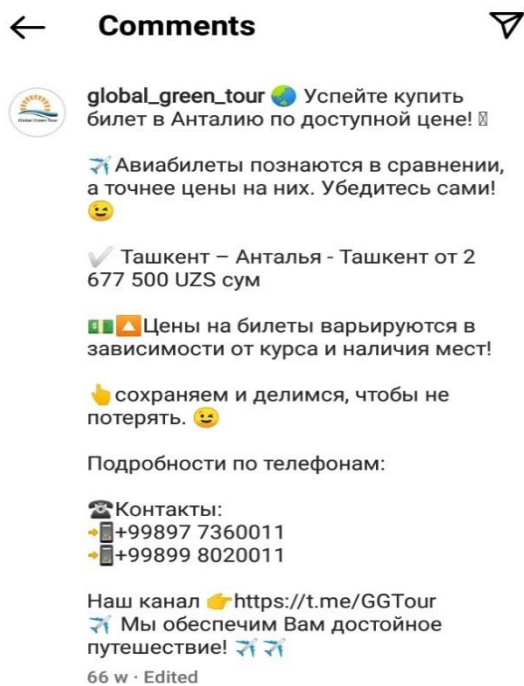 Comments
global_green_tour 🌏 Успейте купить
билет в Анталию по доступной цене!
✈️Авиабилеты познаются в сравнении,
а точнее цены на них. Убедитесь сами!
😉
✔️ Ташкент – Анталья - Ташкент от 2
677 500 UZS сум
💵🔼Цены на билеты варьируются в
зависимости от курса и наличия мест!
👆сохраняем и делимся, чтобы не
потерять. 😉
Подробности по телефонам:
☎️Контакты:
📲+99897 7360011
📲+99899 8020011
Наш канал 👉https://t.me/GGTour
✈️ Мы обеспечим Вам достойное
путешествие! ✈️ ✈️
66 w · Edited